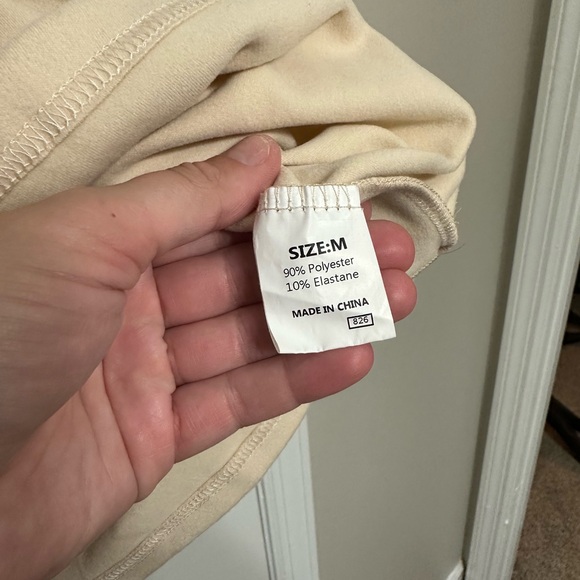 SIZE:M
90% Polyester
10% Elastane
MADE IN CHINA
826